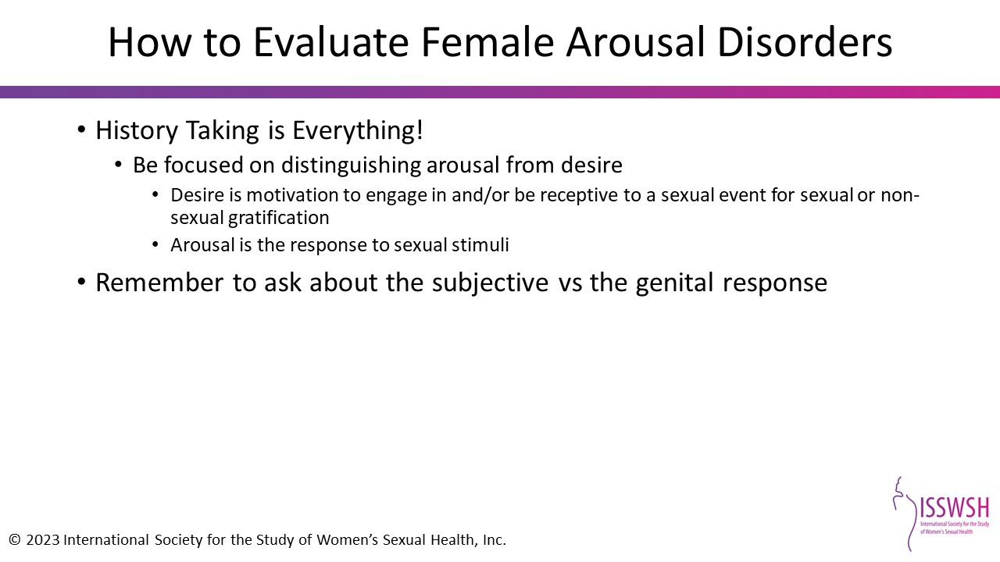 How to Evaluate Female Arousal Disorders
• History Taking is Everything!
• Be focused on distinguishing arousal from desire
• Desire is motivation to engage in and/or be receptive to a sexual event for sexual or non-
sexual gratification
• Arousal is the response to sexual stimuli
• Remember to ask about the subjective vs the genital response
ISSWSH
International Society for the Study
of Women's Sexual Health
© 2023 International Society for the Study of Women’s Sexual Health, Inc.